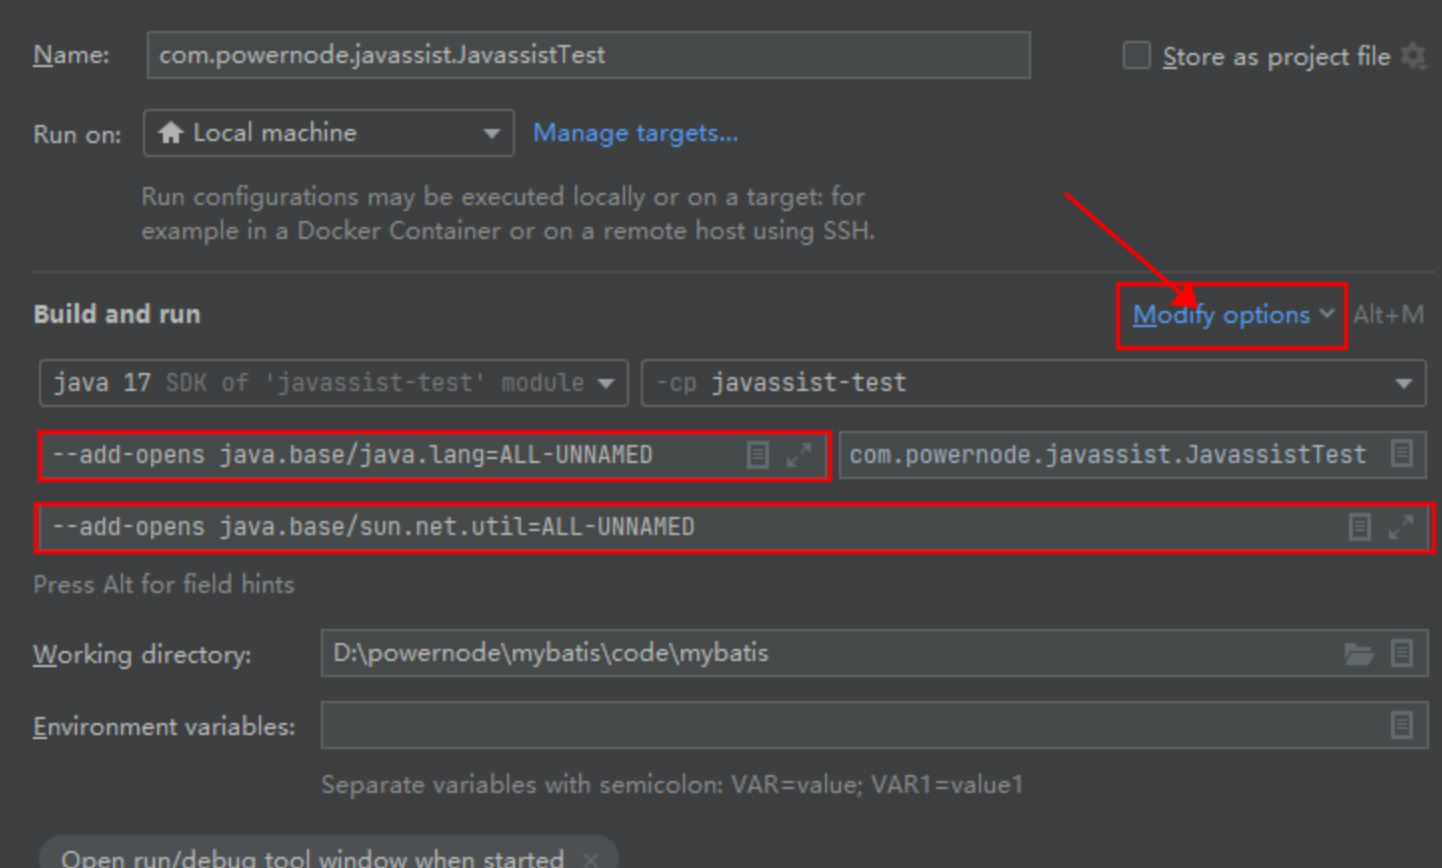 Name: com.powernode.javassist.JavassistTest Store as project file
Run on: Local machine Manage targets...
Run configurations may be executed locally or on a target: for
example in a Docker Container or on a remote host using SSH.
Build and run Modify options Alt+M
java 17 SDK of 'javassist-test' module -cp javassist-test
--add-opens java.base/java.lang=ALL-UNNAMED com.powernode.javassist.JavassistTest
--add-opens java.base/sun.net.util=ALL-UNNAMED
Press Alt for field hints
Working directory: D:\powernode\mybatis\code\mybatis
Environment variables:
Separate variables with semicolon: VAR=value; VAR1=value1
Open run/debug tool window when started ×